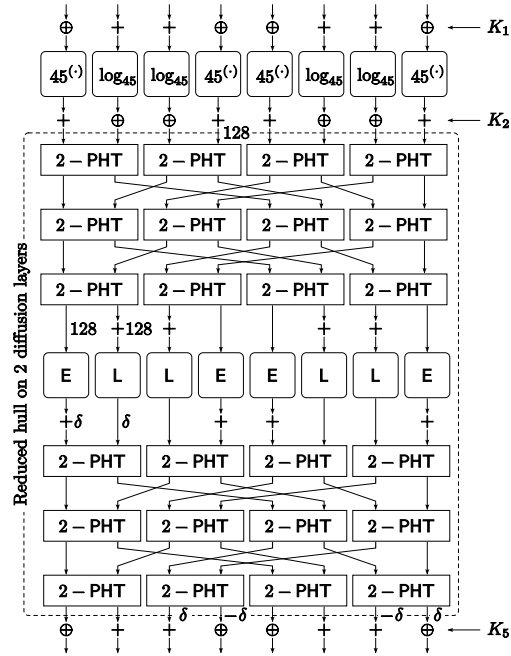 ⊕ + + ⊕ ⊕ + + ⊕ K₁
45⁽·⁾ log₄₅ log₄₅ 45⁽·⁾ 45⁽·⁾ log₄₅ log₄₅ 45⁽·⁾
+ ⊕ ⊕ + + ⊕ ⊕ + K₂
128
2 − PHT 2 − PHT 2 − PHT 2 − PHT
2 − PHT 2 − PHT 2 − PHT 2 − PHT
2 − PHT 2 − PHT 2 − PHT 2 − PHT
128 + 128 + + +
E L L E E L L E
+ δ δ + + +
2 − PHT 2 − PHT 2 − PHT 2 − PHT
2 − PHT 2 − PHT 2 − PHT 2 − PHT
2 − PHT 2 − PHT 2 − PHT 2 − PHT
δ −δ −δ δ
⊕ + + ⊕ ⊕ + + ⊕ K₅
Reduced hull on 2 diffusion layers